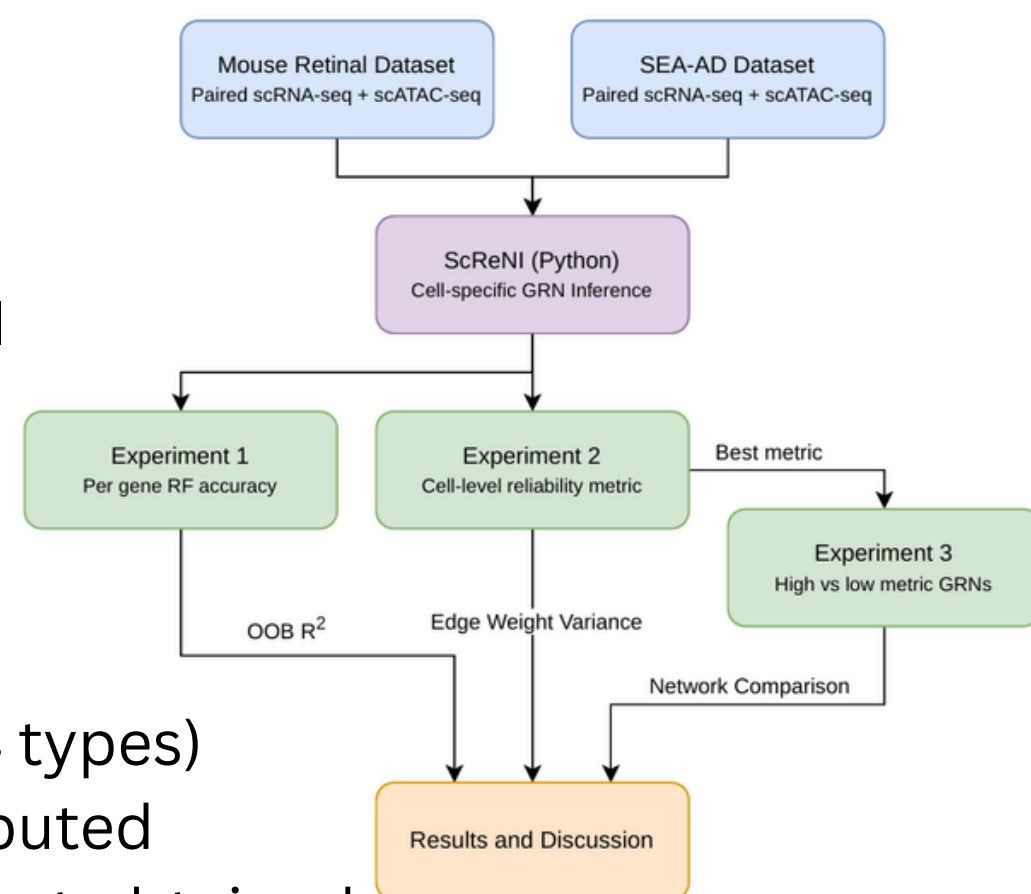 Mouse Retinal Dataset
Paired scRNA-seq + scATAC-seq
SEA-AD Dataset
Paired scRNA-seq + scATAC-seq
ScReNI (Python)
Cell-specific GRN Inference
Experiment 1
Per gene RF accuracy
Experiment 2
Cell-level reliability metric
Best metric
Experiment 3
High vs low metric GRNs
OOB R²
Edge Weight Variance
Network Comparison
types)
Results and Discussion